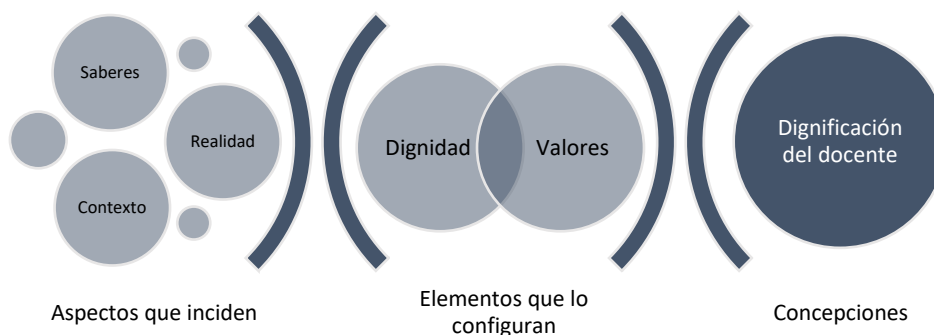 Saberes
Realidad
Contexto
Aspectos que inciden
Dignidad
Valores
Elementos que lo
configuran
Dignificación
del docente
Concepciones